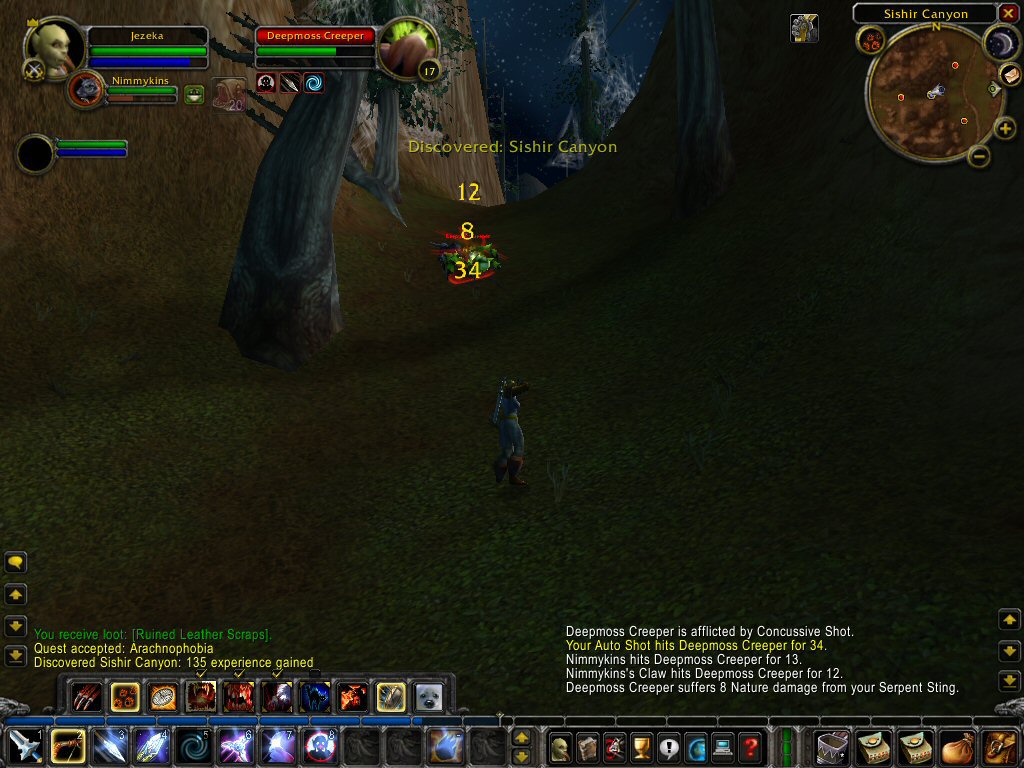 Jezeka
Deepmoss Creeper
17
Nimmykins
20
Sishir Canyon
N
Discovered: Sishir Canyon
12
8
34
You receive loot: [Ruined Leather Scraps].
Quest accepted: Arachnophobia
Discovered Sishir Canyon: 135 experience gained
Deepmoss Creeper is afflicted by Concussive Shot.
Your Auto Shot hits Deepmoss Creeper for 34.
Nimmykins hits Deepmoss Creeper for 13.
Nimmykins's Claw hits Deepmoss Creeper for 12.
Deepmoss Creeper suffers 8 Nature damage from your Serpent Sting.
1 2 3 4 5 6 7 8 -